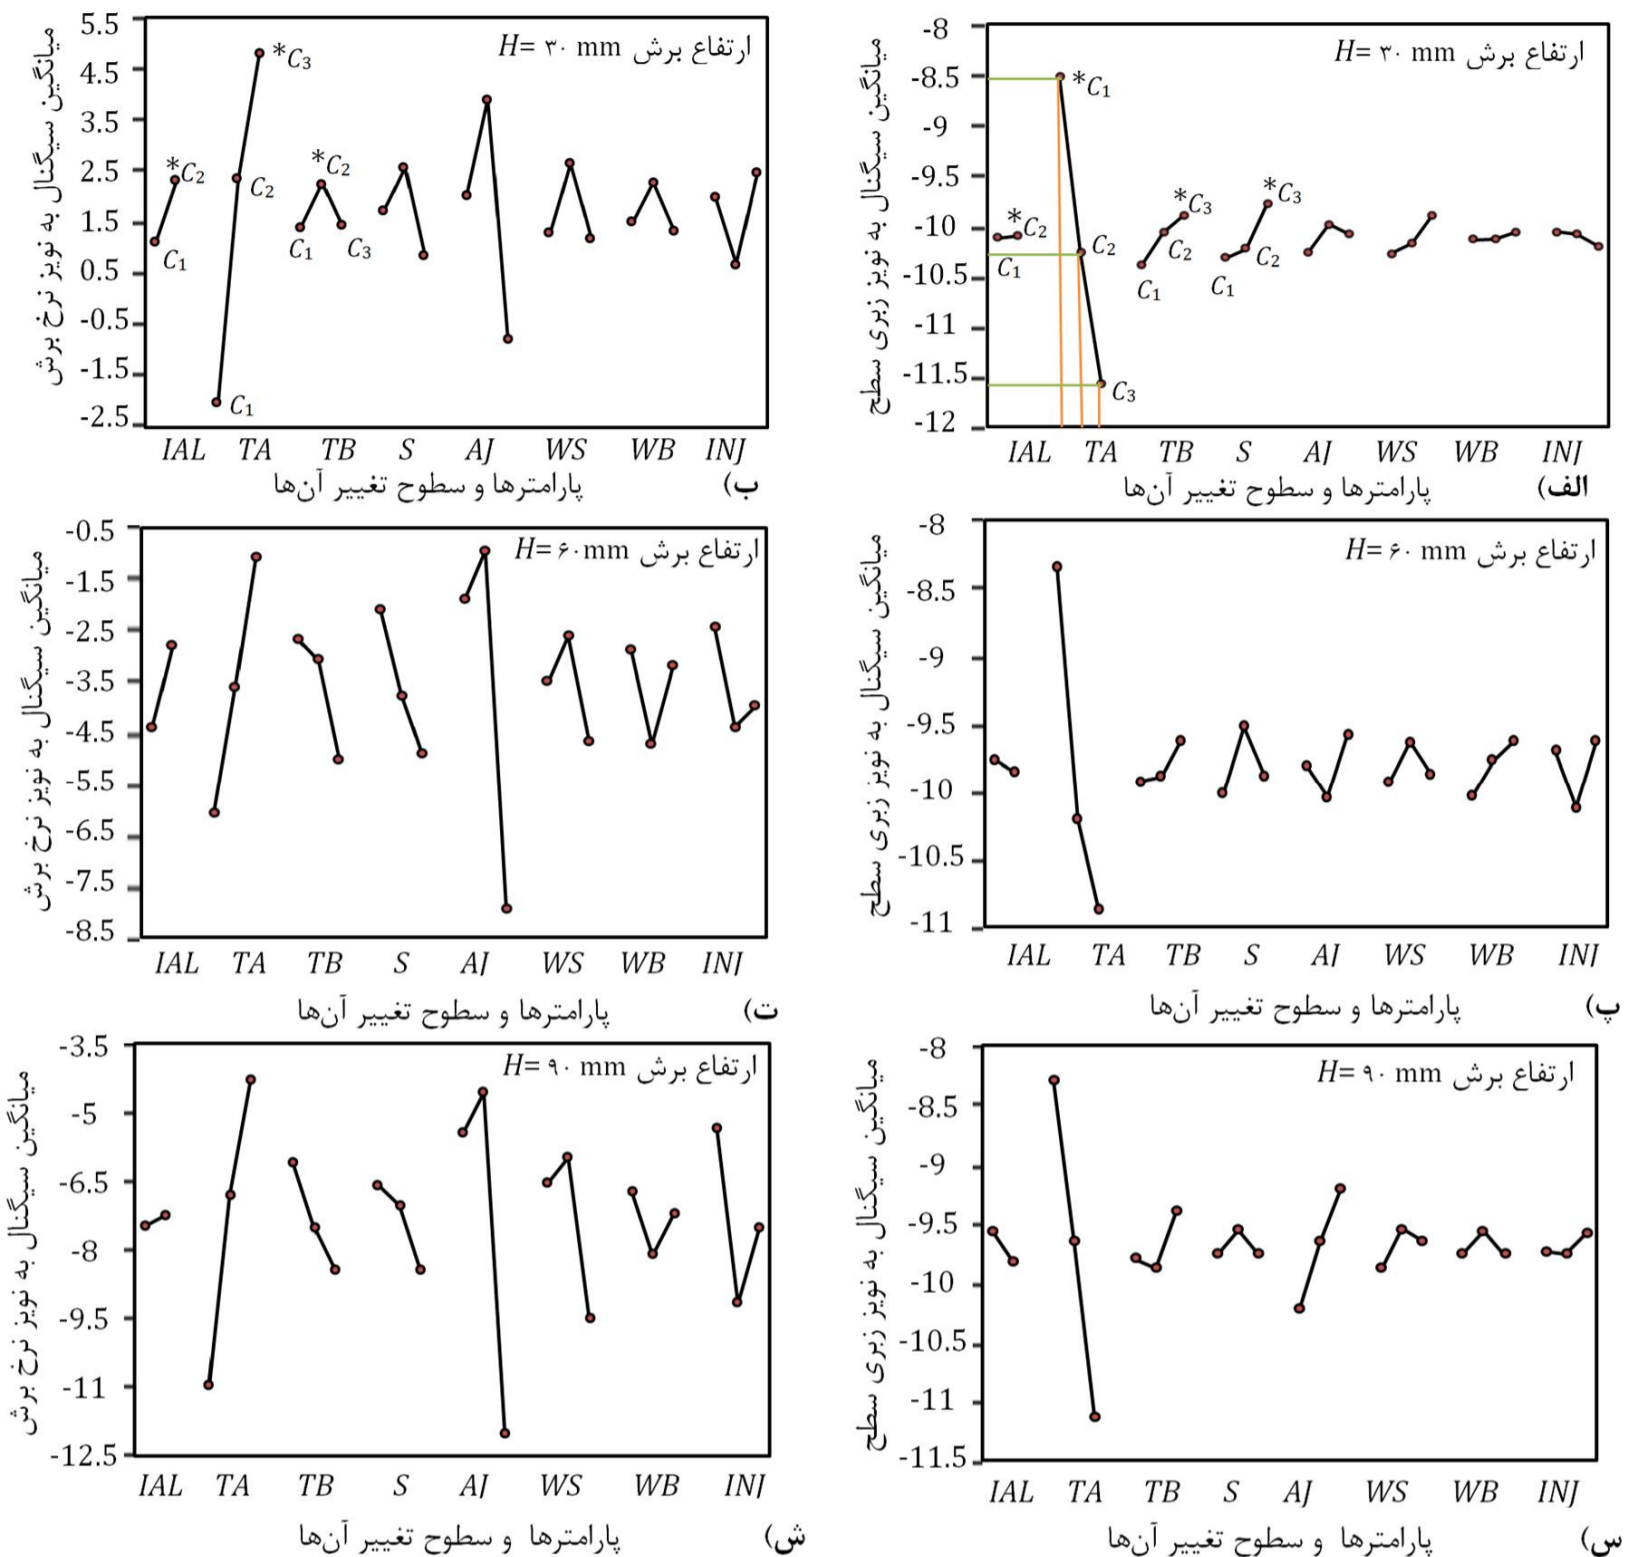 میانگین سیگنال به نویز زبری سطح
ارتفاع برش H= ۳۰ mm
-8
-8.5
-9
-9.5
-10
-10.5
-11
-11.5
-12
*C1
C2
C3
*C2
C1
*C3
C2
C1
*C3
C2
C1
IAL TA TB S AJ WS WB INJ
پارامترها و سطوح تغییر آن‌ها
الف)
میانگین سیگنال به نویز نرخ برش
ارتفاع برش H= ۳۰ mm
5.5
4.5
3.5
2.5
1.5
0.5
-0.5
-1.5
-2.5
*C3
C2
C1
*C2
C1
*C2
C1
C3
IAL TA TB S AJ WS WB INJ
پارامترها و سطوح تغییر آن‌ها
ب)
میانگین سیگنال به نویز زبری سطح
ارتفاع برش H= ۶۰ mm
-8
-8.5
-9
-9.5
-10
-10.5
-11
IAL TA TB S AJ WS WB INJ
پارامترها و سطوح تغییر آن‌ها
پ)
میانگین سیگنال به نویز نرخ برش
ارتفاع برش H= ۶۰mm
-0.5
-1.5
-2.5
-3.5
-4.5
-5.5
-6.5
-7.5
-8.5
IAL TA TB S AJ WS WB INJ
پارامترها و سطوح تغییر آن‌ها
ت)
میانگین سیگنال به نویز زبری سطح
ارتفاع برش H= ۹۰ mm
-8
-8.5
-9
-9.5
-10
-10.5
-11
-11.5
IAL TA TB S AJ WS WB INJ
پارامترها و سطوح تغییر آن‌ها
س)
میانگین سیگنال به نویز نرخ برش
ارتفاع برش H= ۹۰ mm
-3.5
-5
-6.5
-8
-9.5
-11
-12.5
IAL TA TB S AJ WS WB INJ
پارامترها و سطوح تغییر آن‌ها
ش)